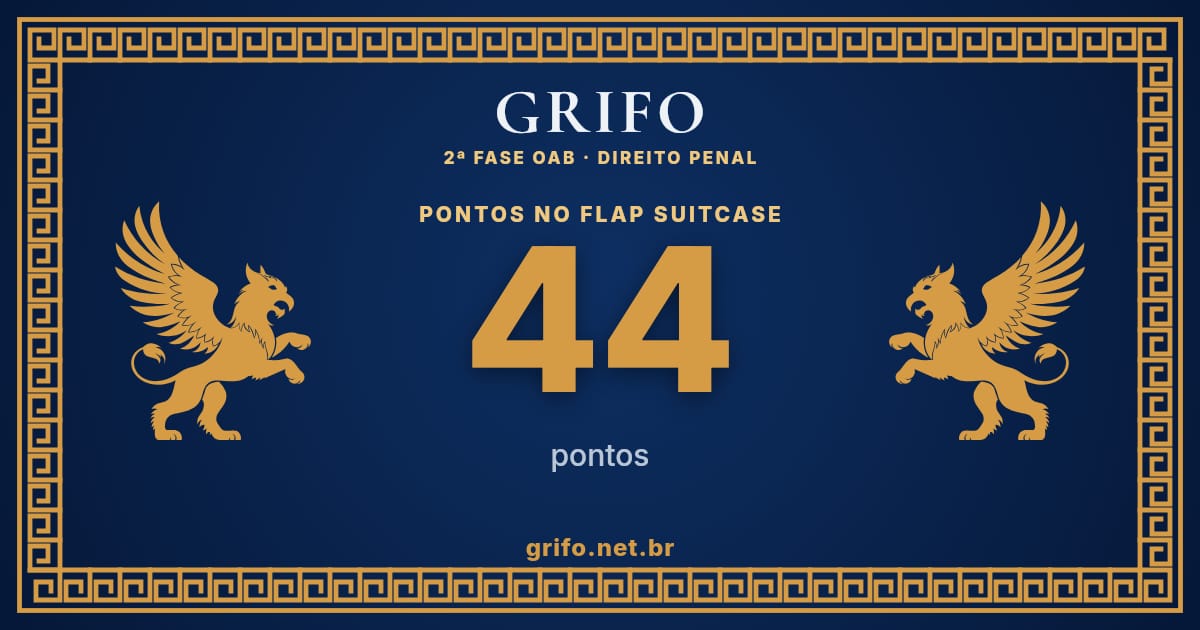 GRIFO
2ª FASE OAB · DIREITO PENAL
PONTOS NO FLAP SUITCASE
44
pontos
grifo.net.br